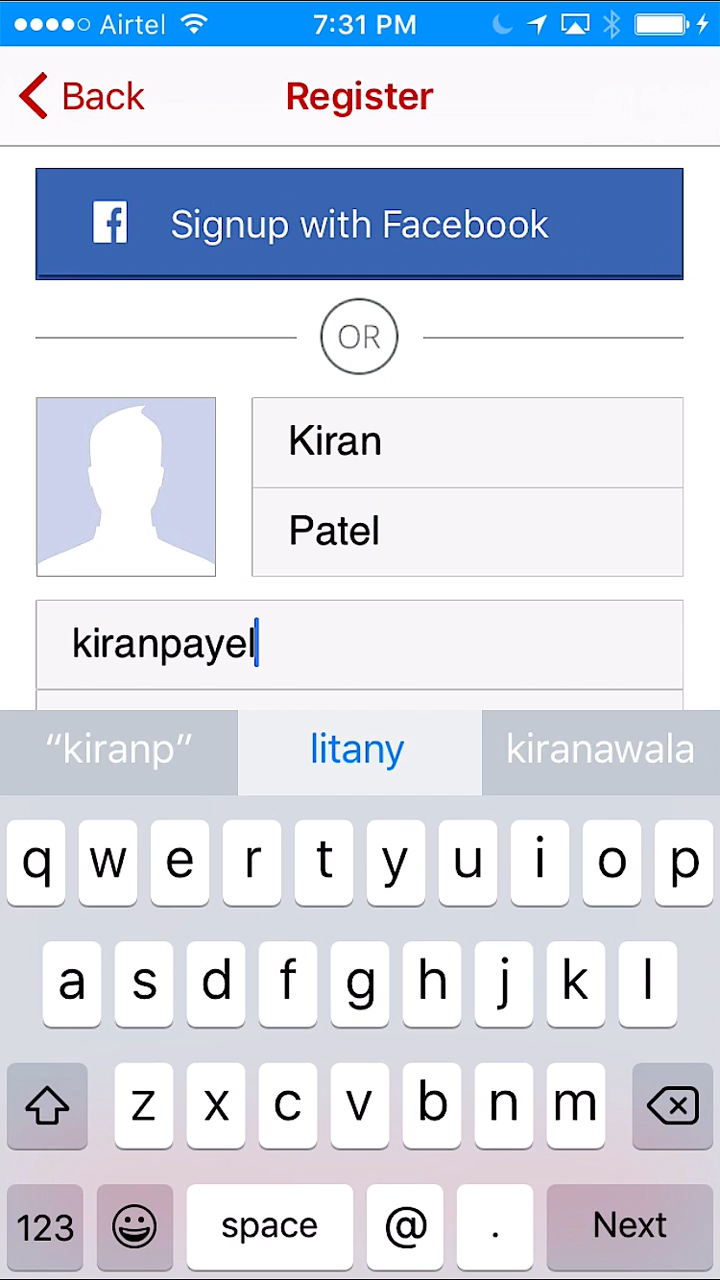 Airtel 7:31 PM
Back Register
Signup with Facebook
OR
Kiran
Patel
kiranpayel
“kiranp” litany kiranawala
q w e r t y u i o p
a s d f g h j k l
z x c v b n m
123 space @ . Next